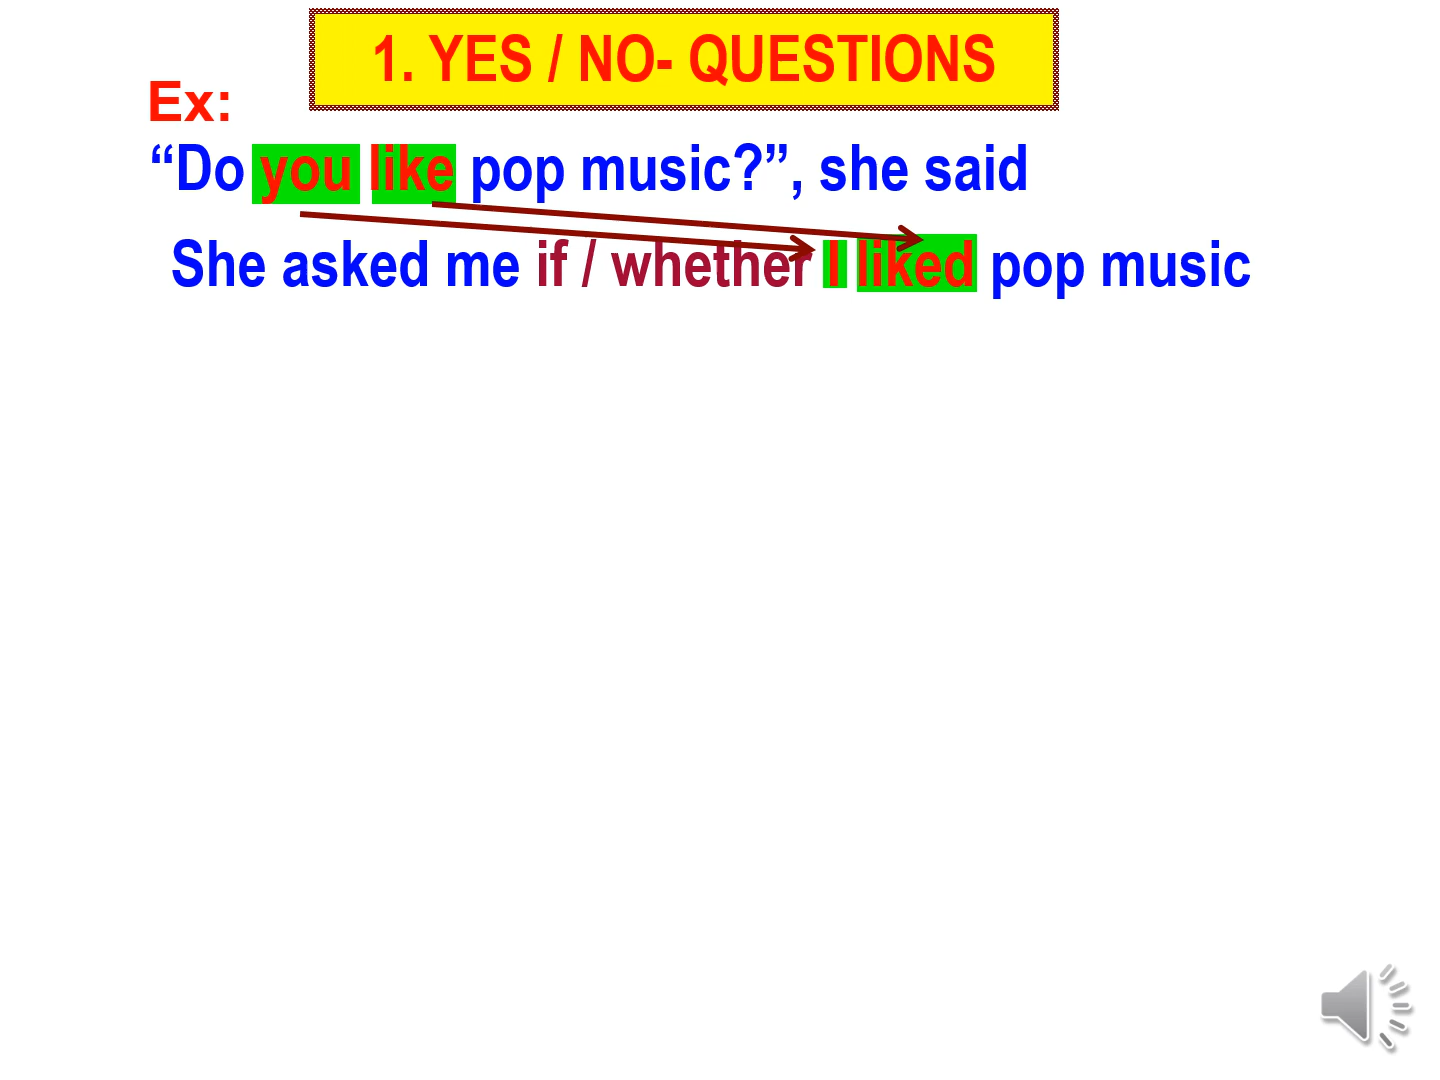 1. YES / NO- QUESTIONS
Ex:
“Do you like pop music?”, she said
She asked me if / whether I liked pop music